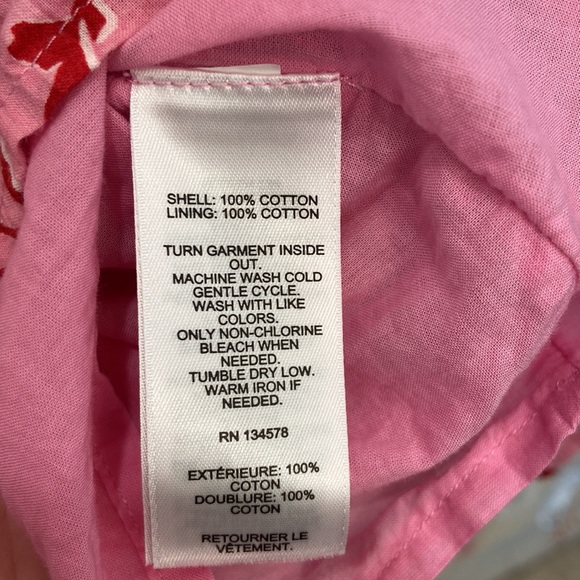 SHELL: 100% COTTON
LINING: 100% COTTON
TURN GARMENT INSIDE
OUT.
MACHINE WASH COLD
GENTLE CYCLE.
WASH WITH LIKE
COLORS.
ONLY NON-CHLORINE
BLEACH WHEN
NEEDED.
TUMBLE DRY LOW.
WARM IRON IF
NEEDED.
RN 134578
EXTÉRIEURE: 100%
COTON
DOUBLURE: 100%
COTON
RETOURNER LE
VÊTEMENT.